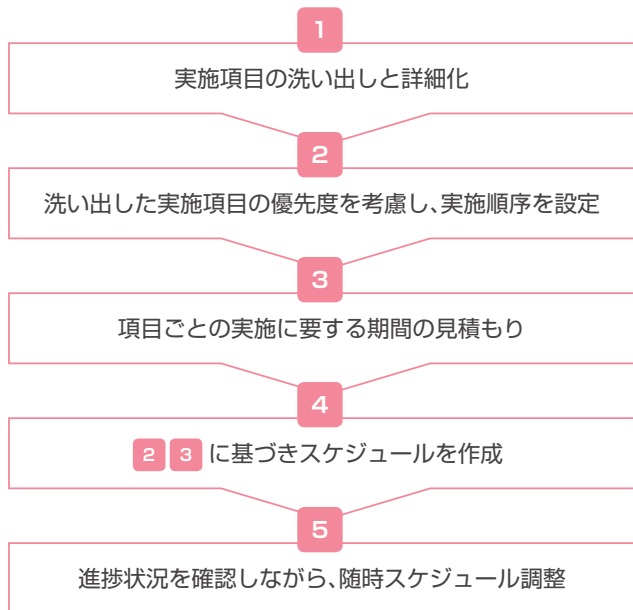 1
実施項目の洗い出しと詳細化
2
洗い出した実施項目の優先度を考慮し、実施順序を設定
3
項目ごとの実施に要する期間の見積もり
4
2 3 に基づきスケジュールを作成
5
進捗状況を確認しながら、随時スケジュール調整